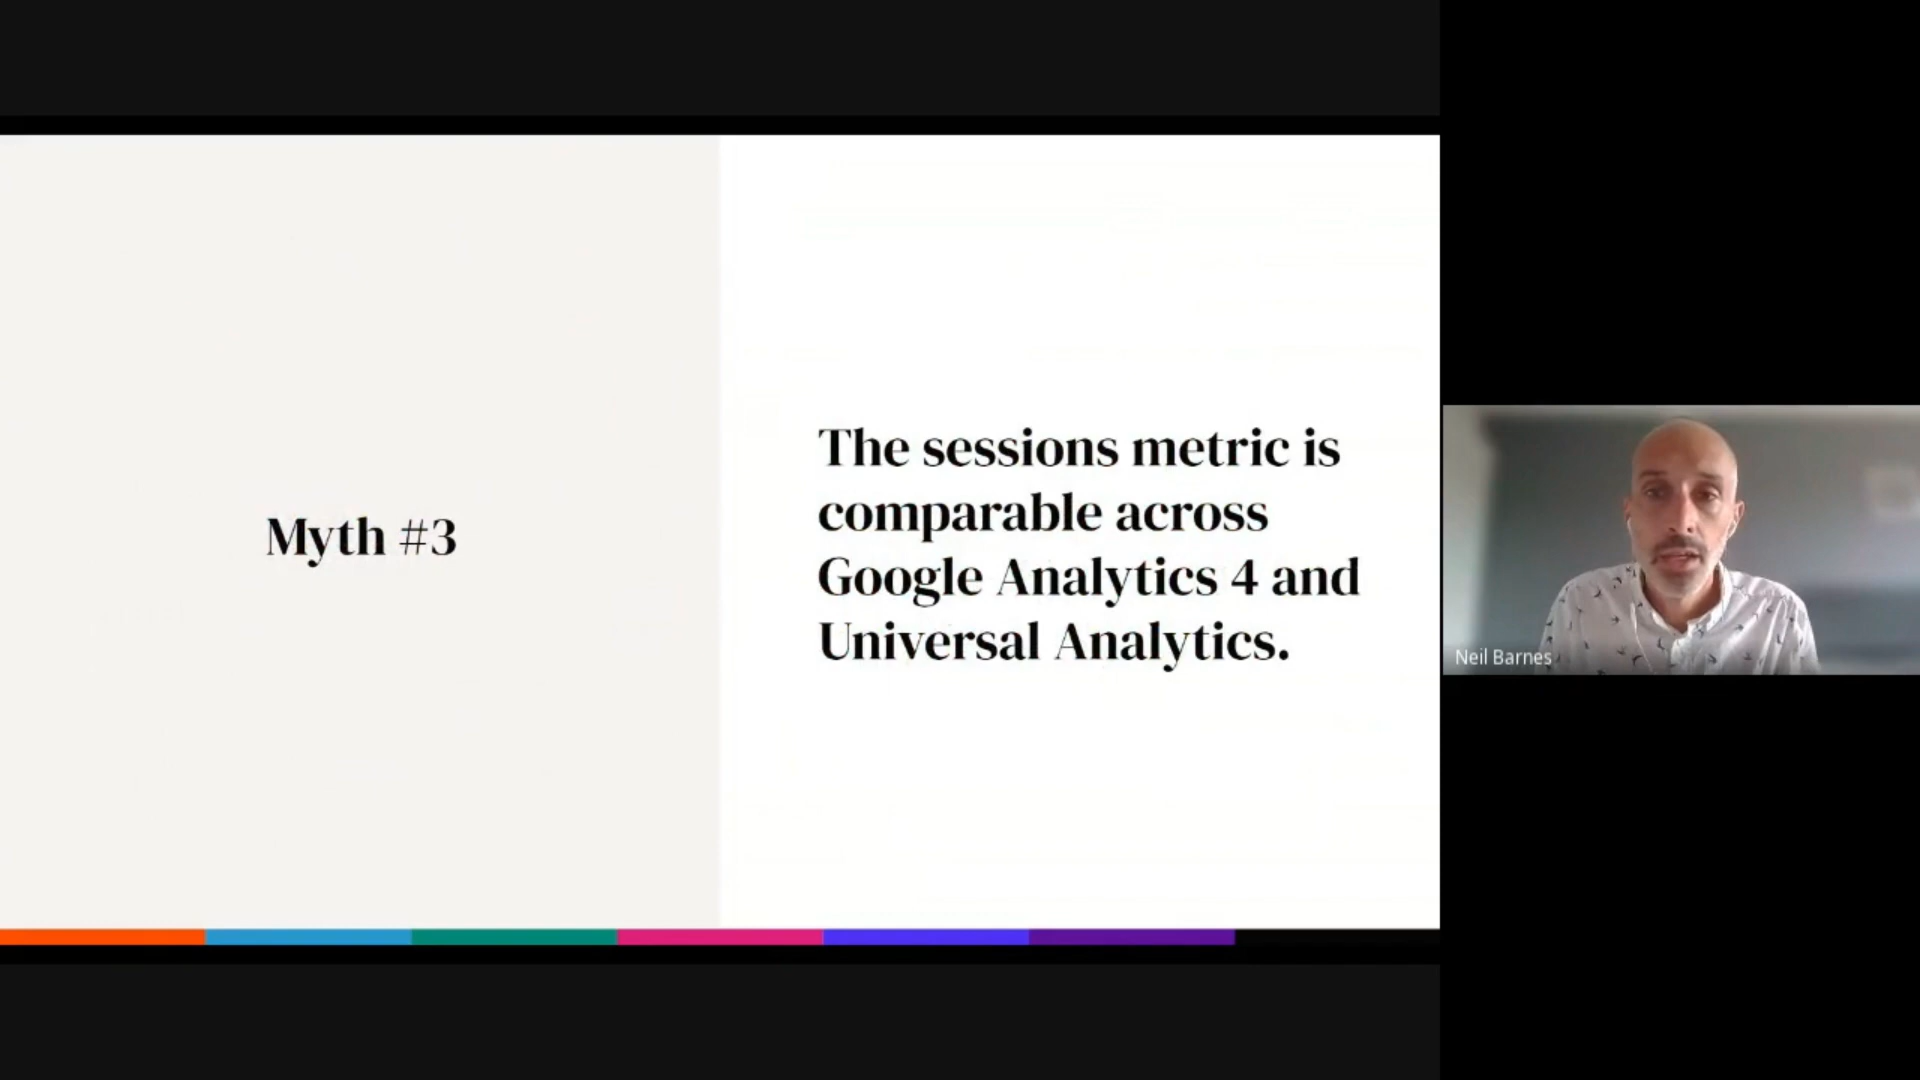 Myth #3
The sessions metric is
comparable across
Google Analytics 4 and
Universal Analytics.
Neil Barnes